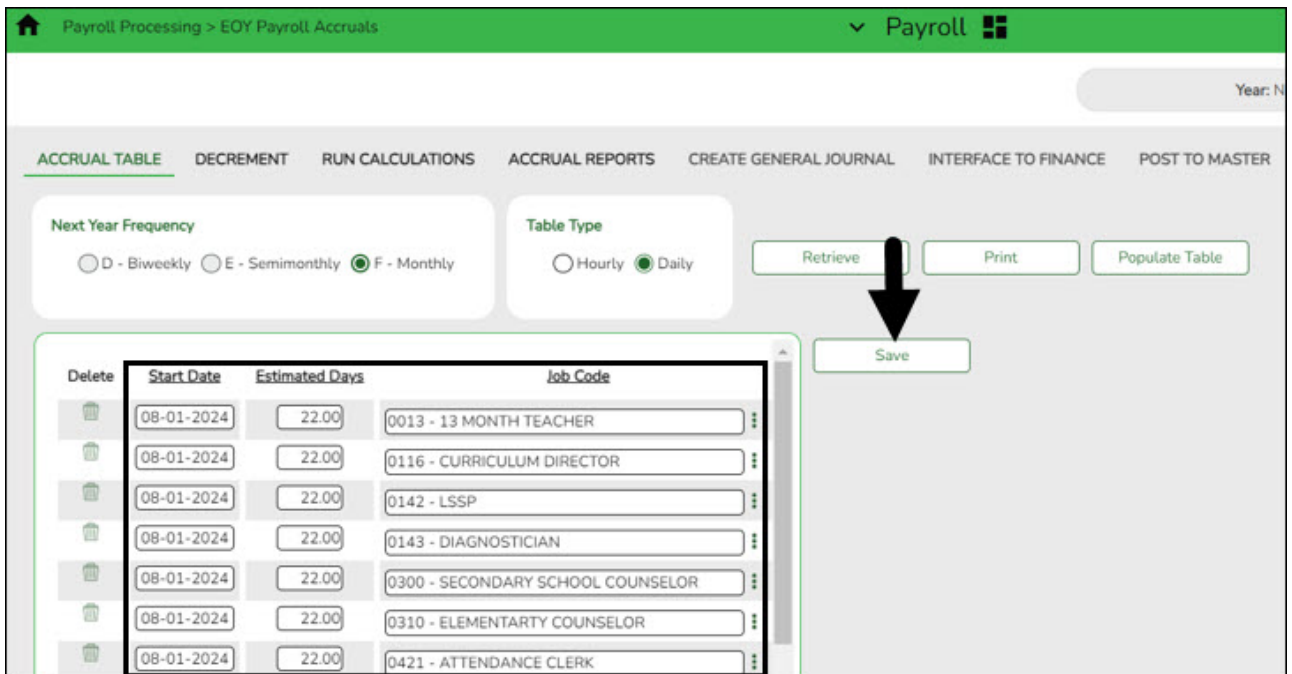 Payroll Processing > EOY Payroll Accruals
Payroll
Year: N
ACCRUAL TABLE DECREMENT RUN CALCULATIONS ACCRUAL REPORTS CREATE GENERAL JOURNAL INTERFACE TO FINANCE POST TO MASTER
Next Year Frequency
D - Biweekly E - Semimonthly F - Monthly
Table Type
Hourly Daily
Retrieve Print Populate Table
Save
Delete Start Date Estimated Days Job Code
08-01-2024 22.00 0013 - 13 MONTH TEACHER
08-01-2024 22.00 0116 - CURRICULUM DIRECTOR
08-01-2024 22.00 0142 - LSSP
08-01-2024 22.00 0143 - DIAGNOSTICIAN
08-01-2024 22.00 0300 - SECONDARY SCHOOL COUNSELOR
08-01-2024 22.00 0310 - ELEMENTARTY COUNSELOR
08-01-2024 22.00 0421 - ATTENDANCE CLERK